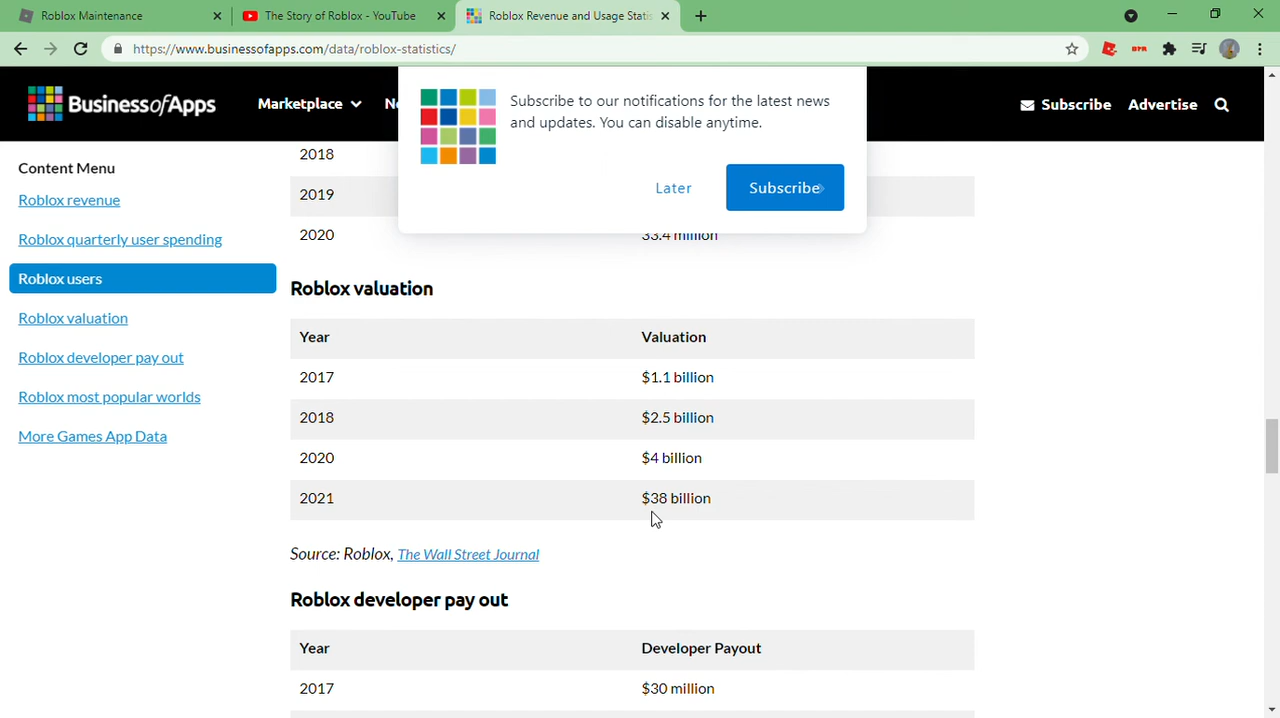 Roblox Maintenance
The Story of Roblox - YouTube
Roblox Revenue and Usage Statis
https://www.businessofapps.com/data/roblox-statistics/
BusinessofApps
Marketplace
Subscribe to our notifications for the latest news
and updates. You can disable anytime.
Later
Subscribe
Subscribe
Advertise
Content Menu
Roblox revenue
Roblox quarterly user spending
Roblox users
Roblox valuation
Roblox developer pay out
Roblox most popular worlds
More Games App Data
2018
2019
2020 33.4 million
Roblox valuation
Year Valuation
2017 $1.1 billion
2018 $2.5 billion
2020 $4 billion
2021 $38 billion
Source: Roblox, The Wall Street Journal
Roblox developer pay out
Year Developer Payout
2017 $30 million